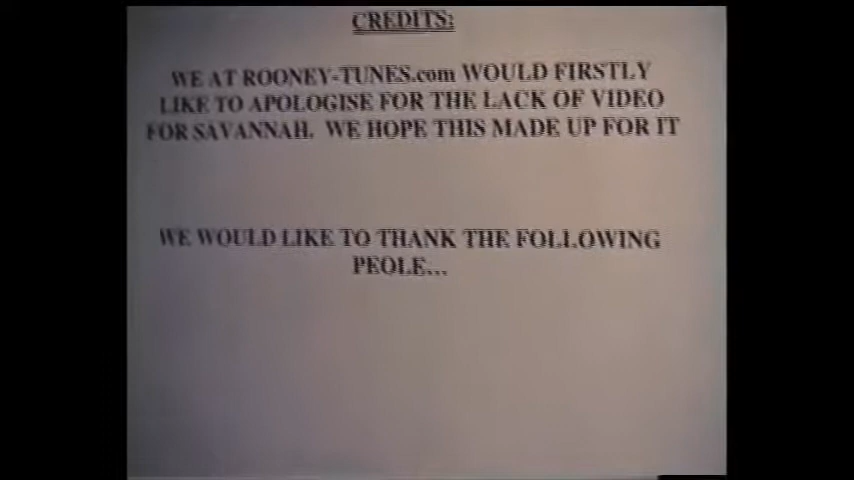 CREDITS:
WE AT ROONEY-TUNES.com WOULD FIRSTLY
LIKE TO APOLOGISE FOR THE LACK OF VIDEO
FOR SAVANNAH. WE HOPE THIS MADE UP FOR IT
WE WOULD LIKE TO THANK THE FOLLOWING
PEOLE...